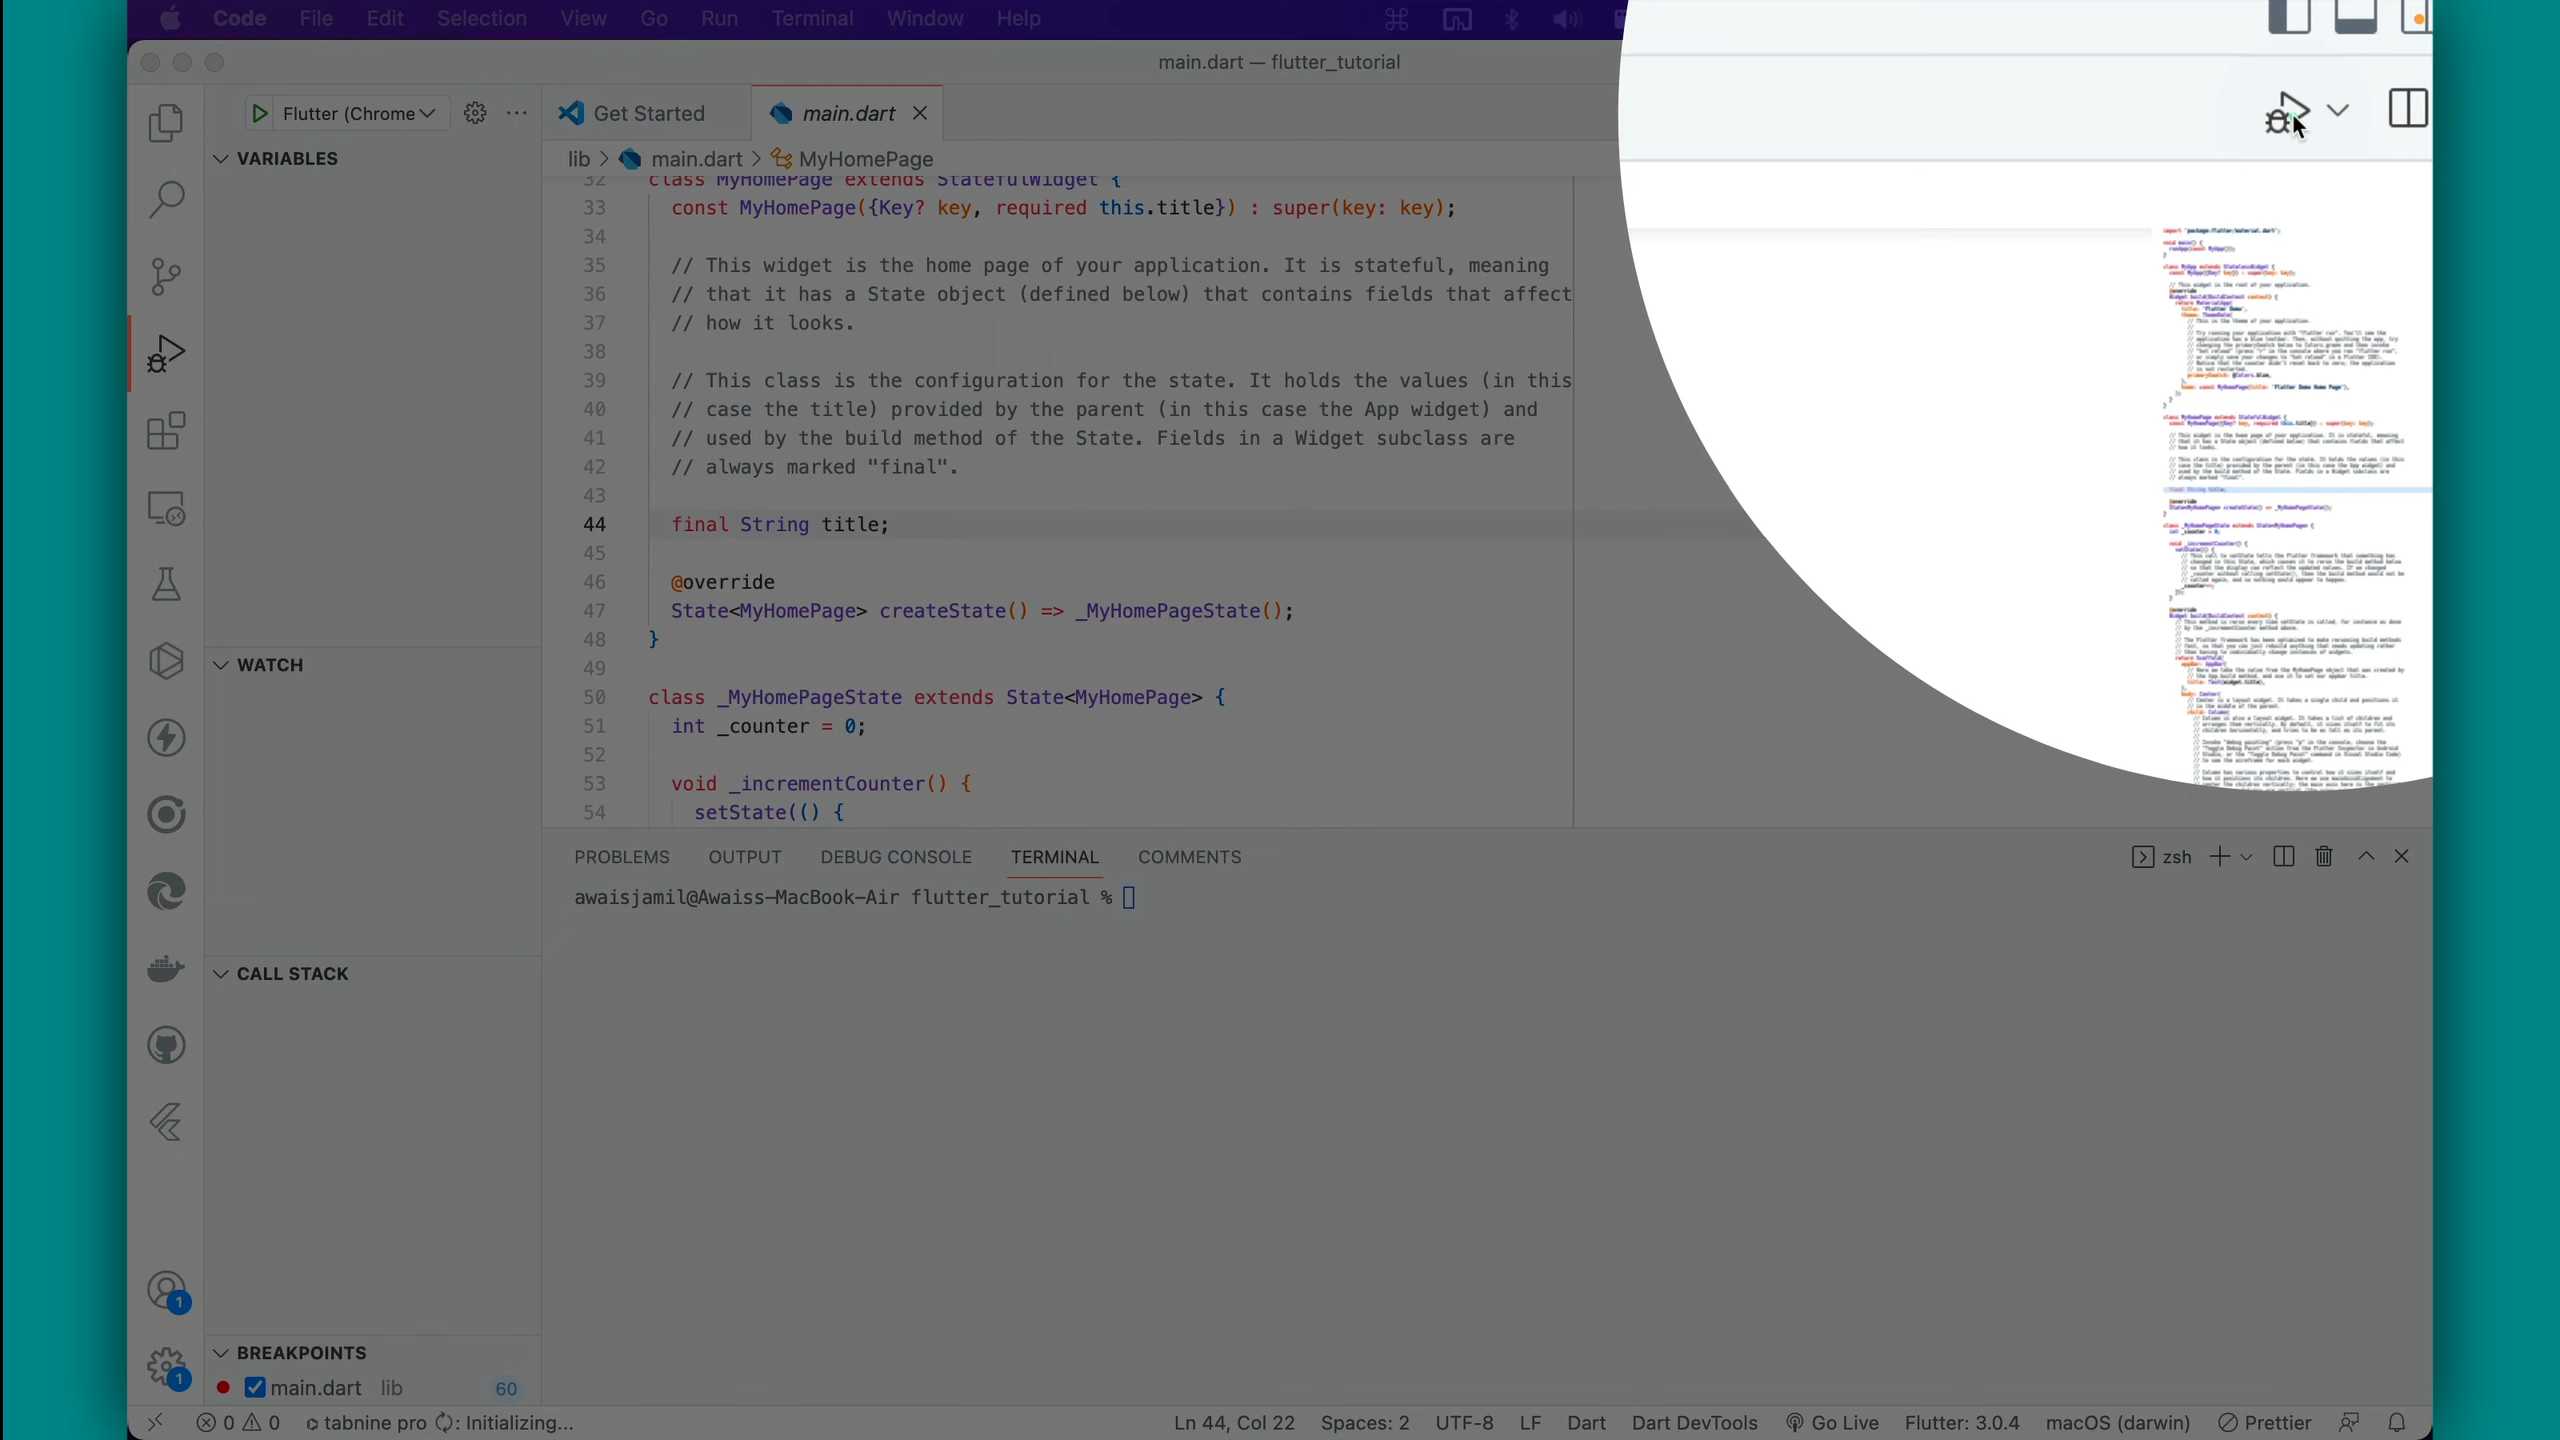 Code File Edit Selection View Go Run Terminal Window Help
main.dart — flutter_tutorial
Flutter (Chrome
Get Started
main.dart
VARIABLES
lib > main.dart > MyHomePage
32 class MyHomePage extends StatefulWidget {
33 const MyHomePage({Key? key, required this.title}) : super(key: key);
34
35 // This widget is the home page of your application. It is stateful, meaning
36 // that it has a State object (defined below) that contains fields that affect
37 // how it looks.
38
39 // This class is the configuration for the state. It holds the values (in this
40 // case the title) provided by the parent (in this case the App widget) and
41 // used by the build method of the State. Fields in a Widget subclass are
42 // always marked "final".
43
44 final String title;
45
46 @override
47 State<MyHomePage> createState() => _MyHomePageState();
48 }
49
50 class _MyHomePageState extends State<MyHomePage> {
51 int _counter = 0;
52
53 void _incrementCounter() {
54 setState(() {
WATCH
CALL STACK
BREAKPOINTS
main.dart lib 60
PROBLEMS OUTPUT DEBUG CONSOLE TERMINAL COMMENTS
zsh
awaisjamil@Awaiss-MacBook-Air flutter_tutorial %
1
1
0 0 tabnine pro : Initializing...
Ln 44, Col 22 Spaces: 2 UTF-8 LF Dart Dart DevTools Go Live Flutter: 3.0.4 macOS (darwin) Prettier